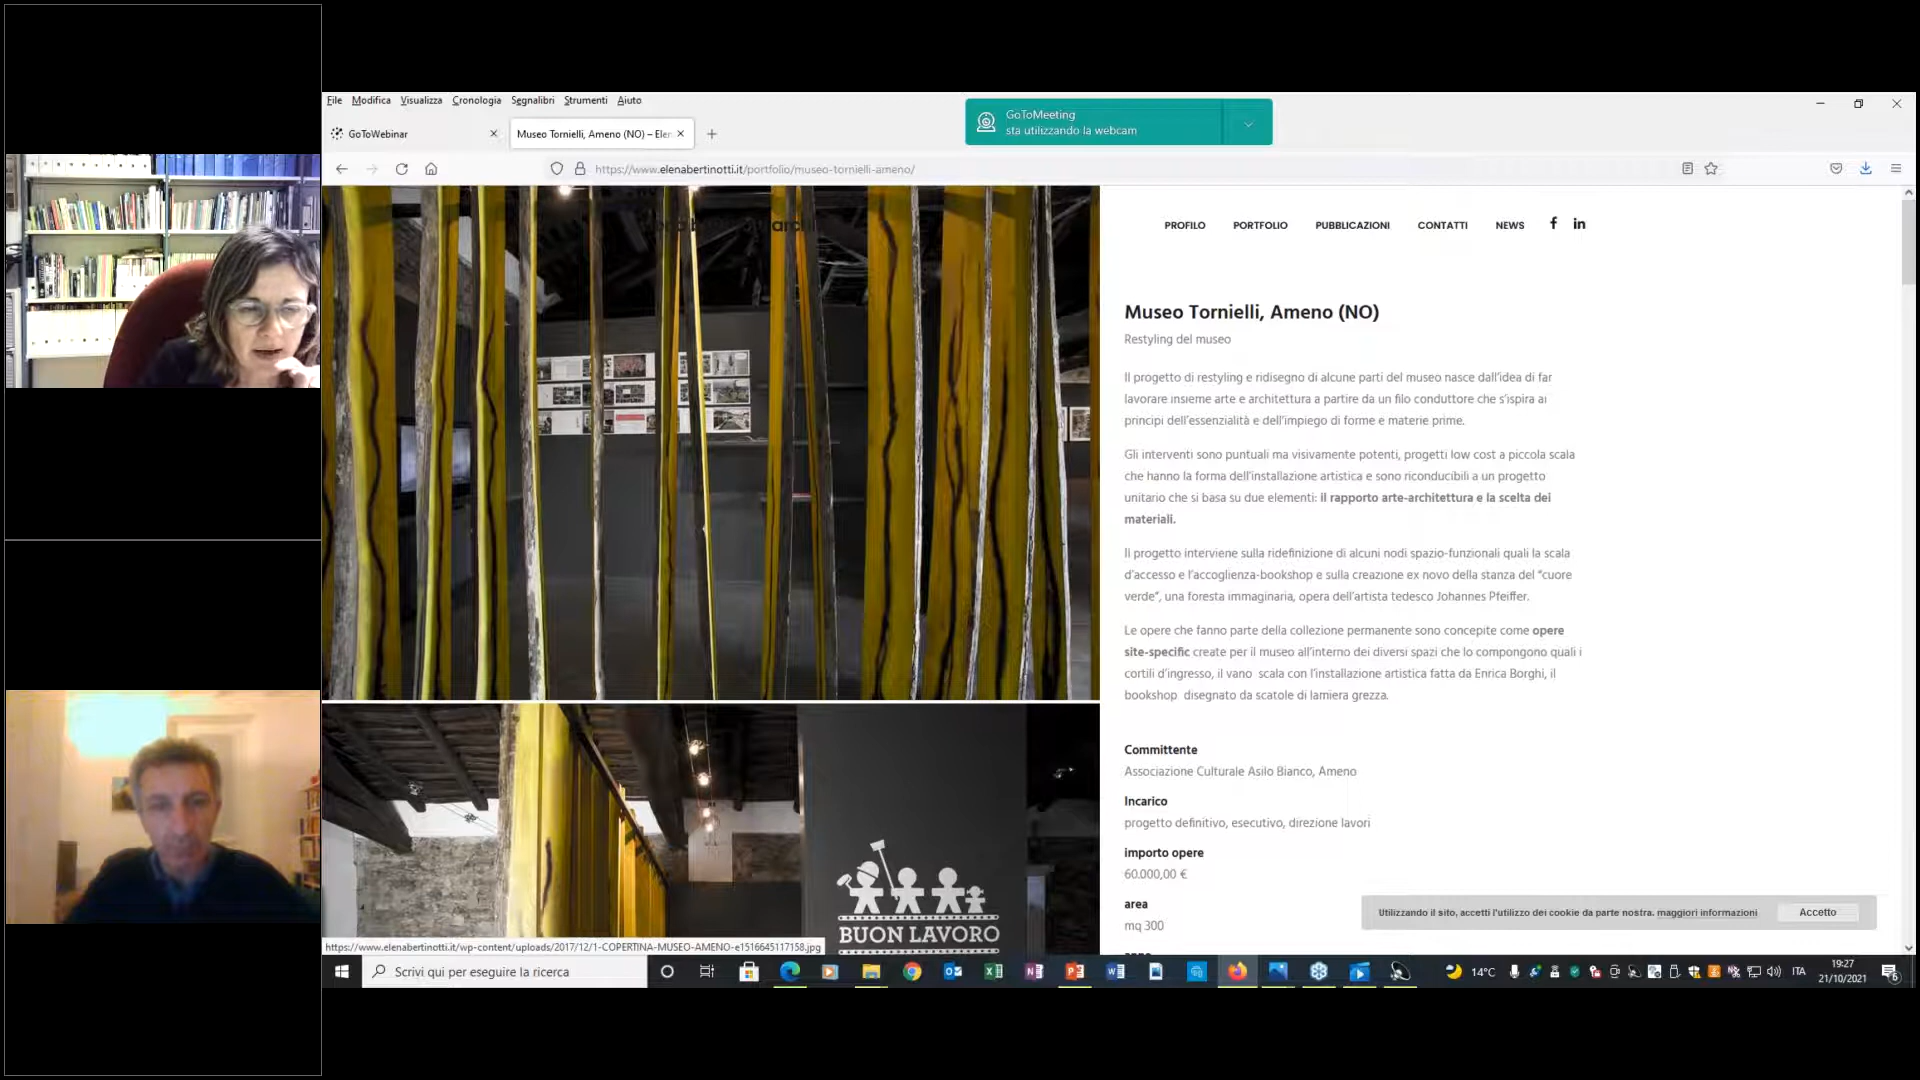 File Modifica Visualizza Cronologia Segnalibri Strumenti Aiuto
GoToMeeting
sta utilizzando la webcam
GoToWebinar
Museo Tornielli, Ameno (NO) – Elen
https://www.elenabertinotti.it/portfolio/museo-tornielli-ameno/
PROFILO PORTFOLIO PUBBLICAZIONI CONTATTI NEWS
Museo Tornielli, Ameno (NO)
Restyling del museo
Il progetto di restyling e ridisegno di alcune parti del museo nasce dall'idea di far
lavorare insieme arte e architettura a partire da un filo conduttore che s'ispira ai
principi dell'essenzialità e dell'impiego di forme e materie prime.
Gli interventi sono puntuali ma visivamente potenti, progetti low cost a piccola scala
che hanno la forma dell'installazione artistica e sono riconducibili a un progetto
unitario che si basa su due elementi: il rapporto arte-architettura e la scelta dei
materiali.
Il progetto interviene sulla ridefinizione di alcuni nodi spazio-funzionali quali la scala
d'accesso e l'accoglienza-bookshop e sulla creazione ex novo della stanza del "cuore
verde", una foresta immaginaria, opera dell'artista tedesco Johannes Pfeiffer.
Le opere che fanno parte della collezione permanente sono concepite come opere
site-specific create per il museo all'interno dei diversi spazi che lo compongono quali i
cortili d'ingresso, il vano scala con l'installazione artistica fatta da Enrica Borghi, il
bookshop disegnato da scatole di lamiera grezza.
Committente
Associazione Culturale Asilo Bianco, Ameno
Incarico
progetto definitivo, esecutivo, direzione lavori
importo opere
60.000,00 €
area
mq 300
BUON LAVORO
Utilizzando il sito, accetti l'utilizzo dei cookie da parte nostra. maggiori informazioni Accetto
https://www.elenabertinotti.it/wp-content/uploads/2017/12/1-COPERTINA-MUSEO-AMENO-e1516645117158.jpg
Scrivi qui per eseguire la ricerca
14°C
ITA
19:27
21/10/2021